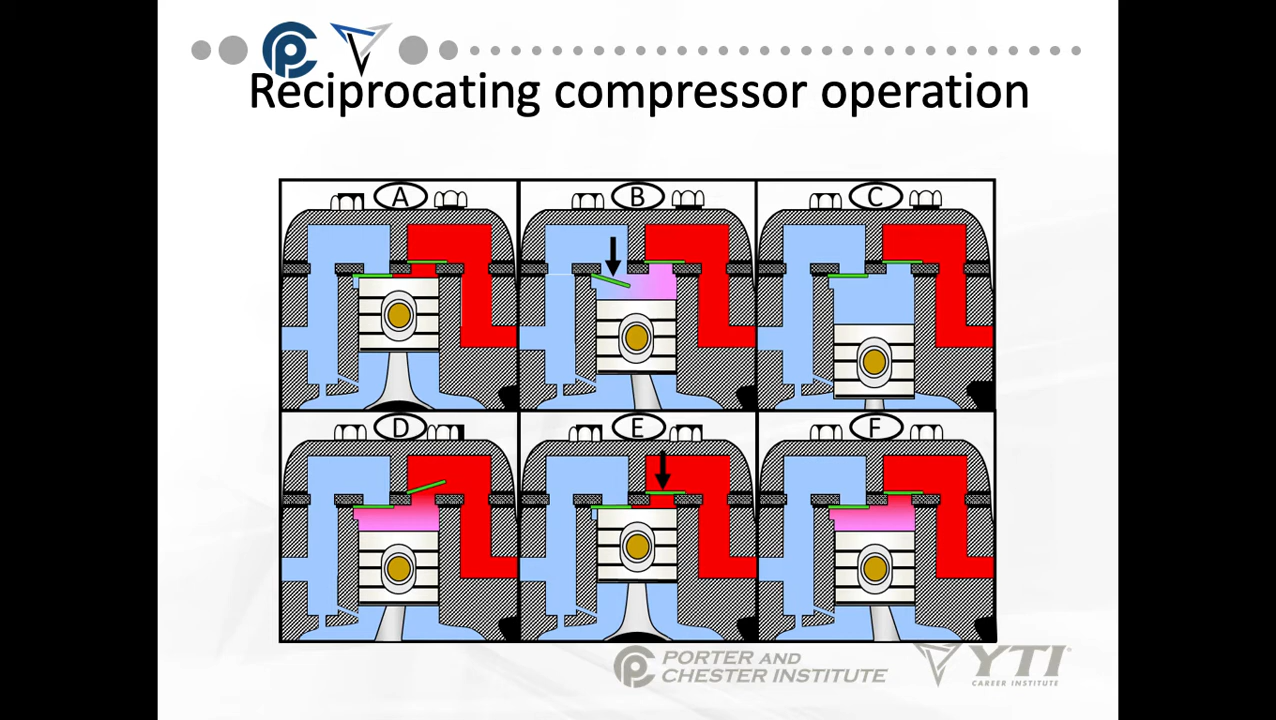 Reciprocating compressor operation
A
B
C
D
E
F
PORTER AND
CHESTER INSTITUTE
YTI
CAREER INSTITUTE